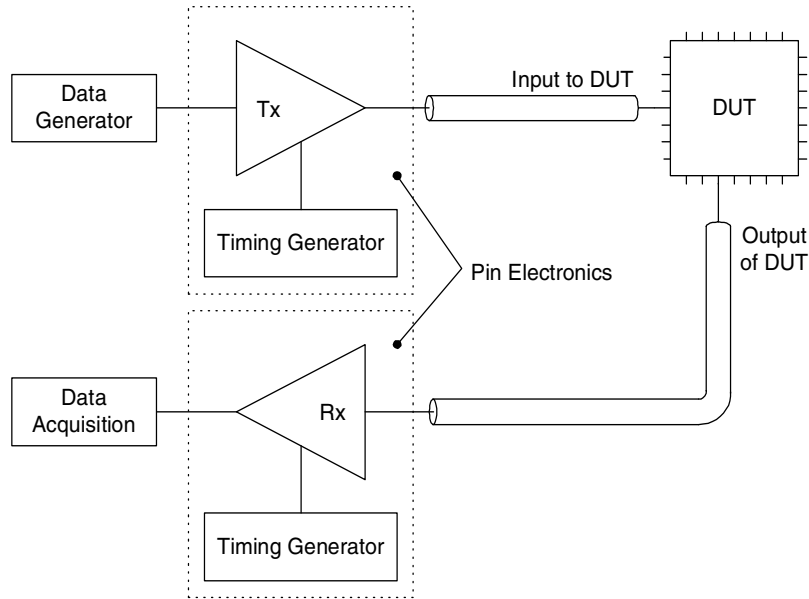 Data
Generator
Tx
Timing Generator
Input to DUT
DUT
Output
of DUT
Pin Electronics
Data
Acquisition
Rx
Timing Generator